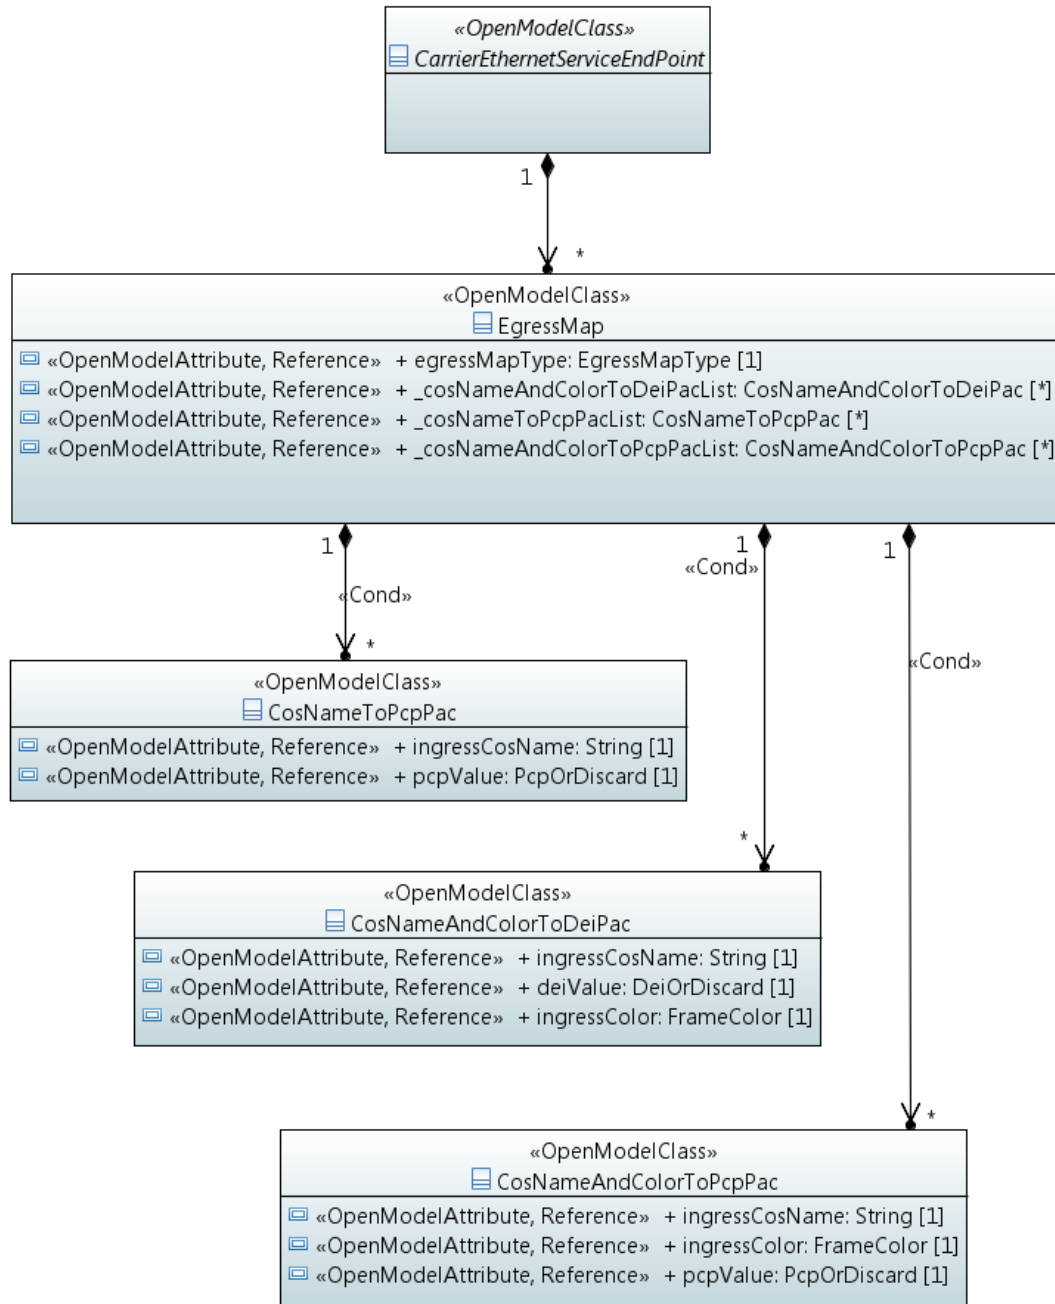 «OpenModelClass»
CarrierEthernetServiceEndPoint
1
*
«OpenModelClass»
EgressMap
«OpenModelAttribute, Reference» + egressMapType: EgressMapType [1]
«OpenModelAttribute, Reference» + _cosNameAndColorToDeiPacList: CosNameAndColorToDeiPac [*]
«OpenModelAttribute, Reference» + _cosNameToPcpPacList: CosNameToPcpPac [*]
«OpenModelAttribute, Reference» + _cosNameAndColorToPcpPacList: CosNameAndColorToPcpPac [*]
1
1
1
«Cond»
«Cond»
*
«Cond»
«OpenModelClass»
CosNameToPcpPac
«OpenModelAttribute, Reference» + ingressCosName: String [1]
«OpenModelAttribute, Reference» + pcpValue: PcpOrDiscard [1]
*
«OpenModelClass»
CosNameAndColorToDeiPac
«OpenModelAttribute, Reference» + ingressCosName: String [1]
«OpenModelAttribute, Reference» + deiValue: DeiOrDiscard [1]
«OpenModelAttribute, Reference» + ingressColor: FrameColor [1]
*
«OpenModelClass»
CosNameAndColorToPcpPac
«OpenModelAttribute, Reference» + ingressCosName: String [1]
«OpenModelAttribute, Reference» + ingressColor: FrameColor [1]
«OpenModelAttribute, Reference» + pcpValue: PcpOrDiscard [1]